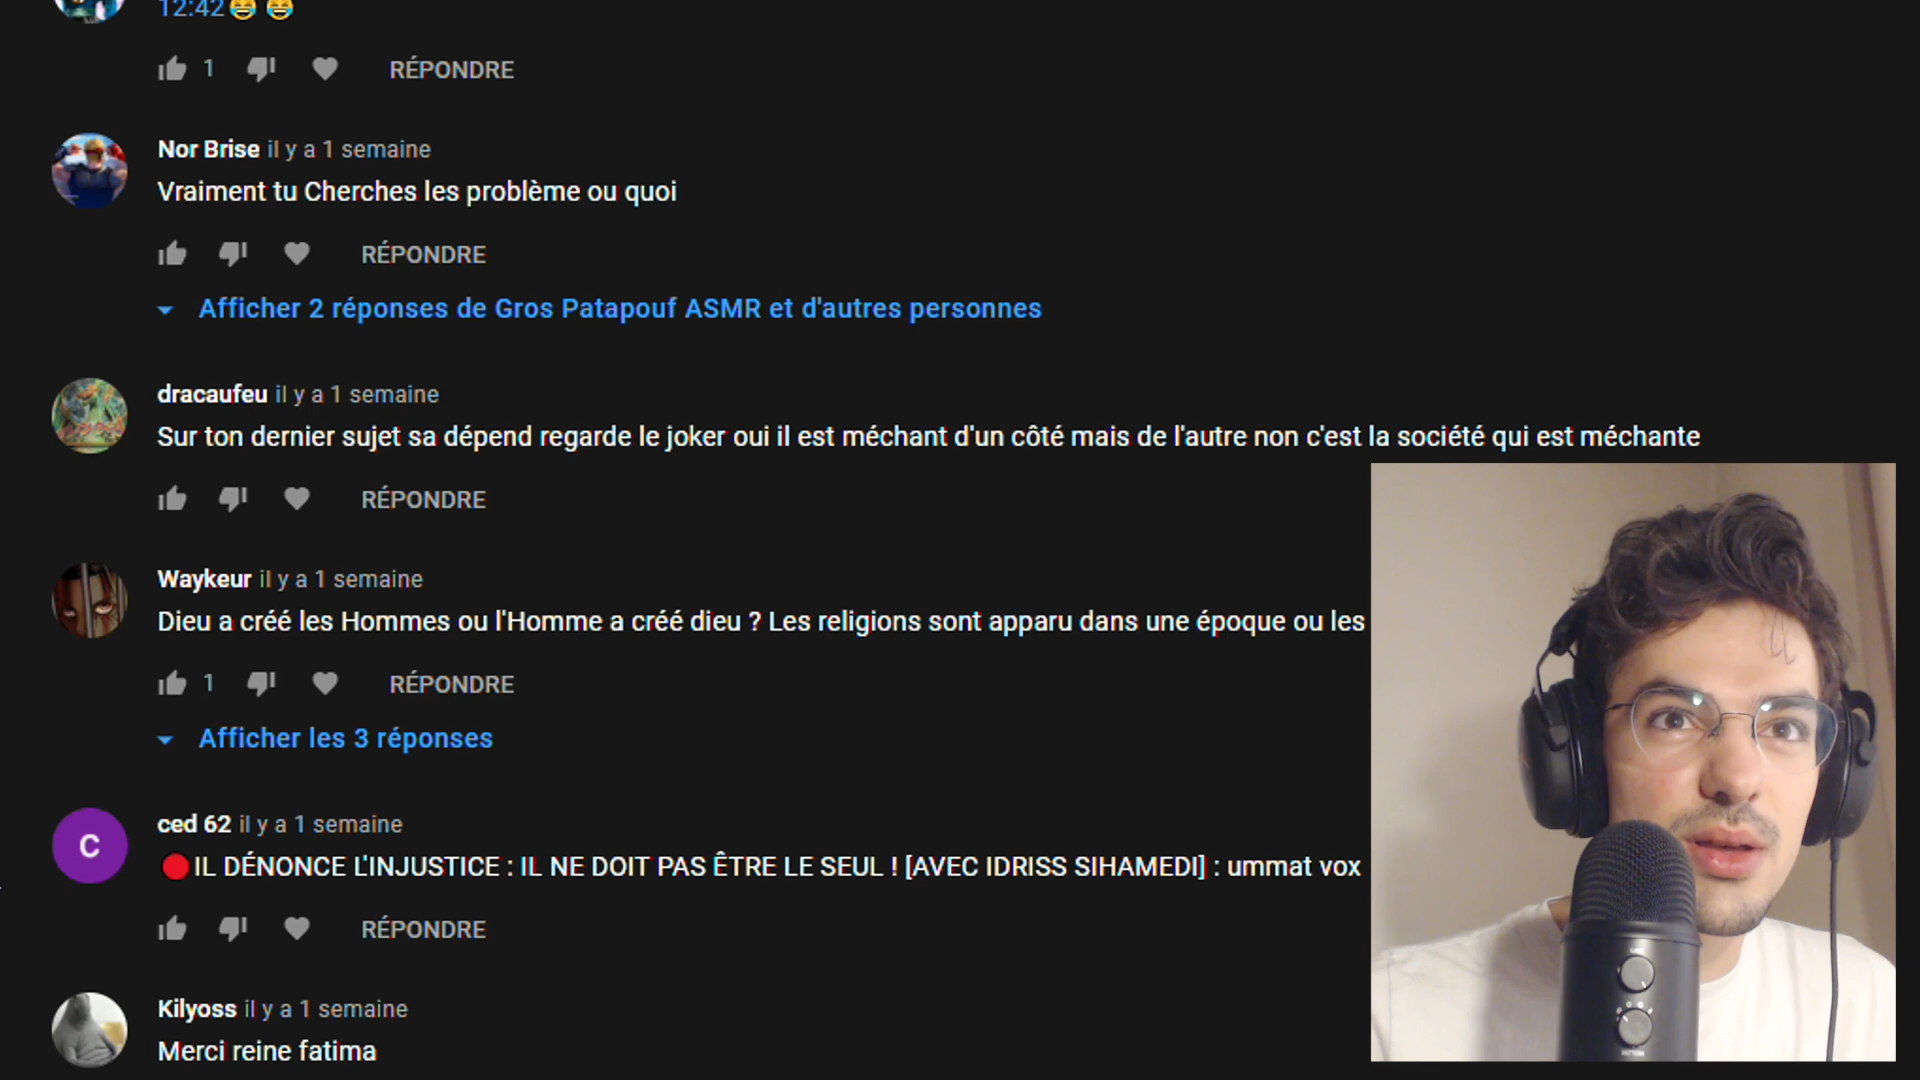 12:42😂 😂
1 RÉPONDRE
Nor Brise il y a 1 semaine
Vraiment tu Cherches les problème ou quoi
RÉPONDRE
Afficher 2 réponses de Gros Patapouf ASMR et d'autres personnes
dracaufeu il y a 1 semaine
Sur ton dernier sujet sa dépend regarde le joker oui il est méchant d'un côté mais de l'autre non c'est la société qui est méchante
RÉPONDRE
Waykeur il y a 1 semaine
Dieu a créé les Hommes ou l'Homme a créé dieu ? Les religions sont apparu dans une époque ou les
1 RÉPONDRE
Afficher les 3 réponses
C
ced 62 il y a 1 semaine
🔴IL DÉNONCE L'INJUSTICE : IL NE DOIT PAS ÊTRE LE SEUL ! [AVEC IDRISS SIHAMEDI] : ummat vox
RÉPONDRE
Kilyoss il y a 1 semaine
Merci reine fatima
GAIN
PATTERN